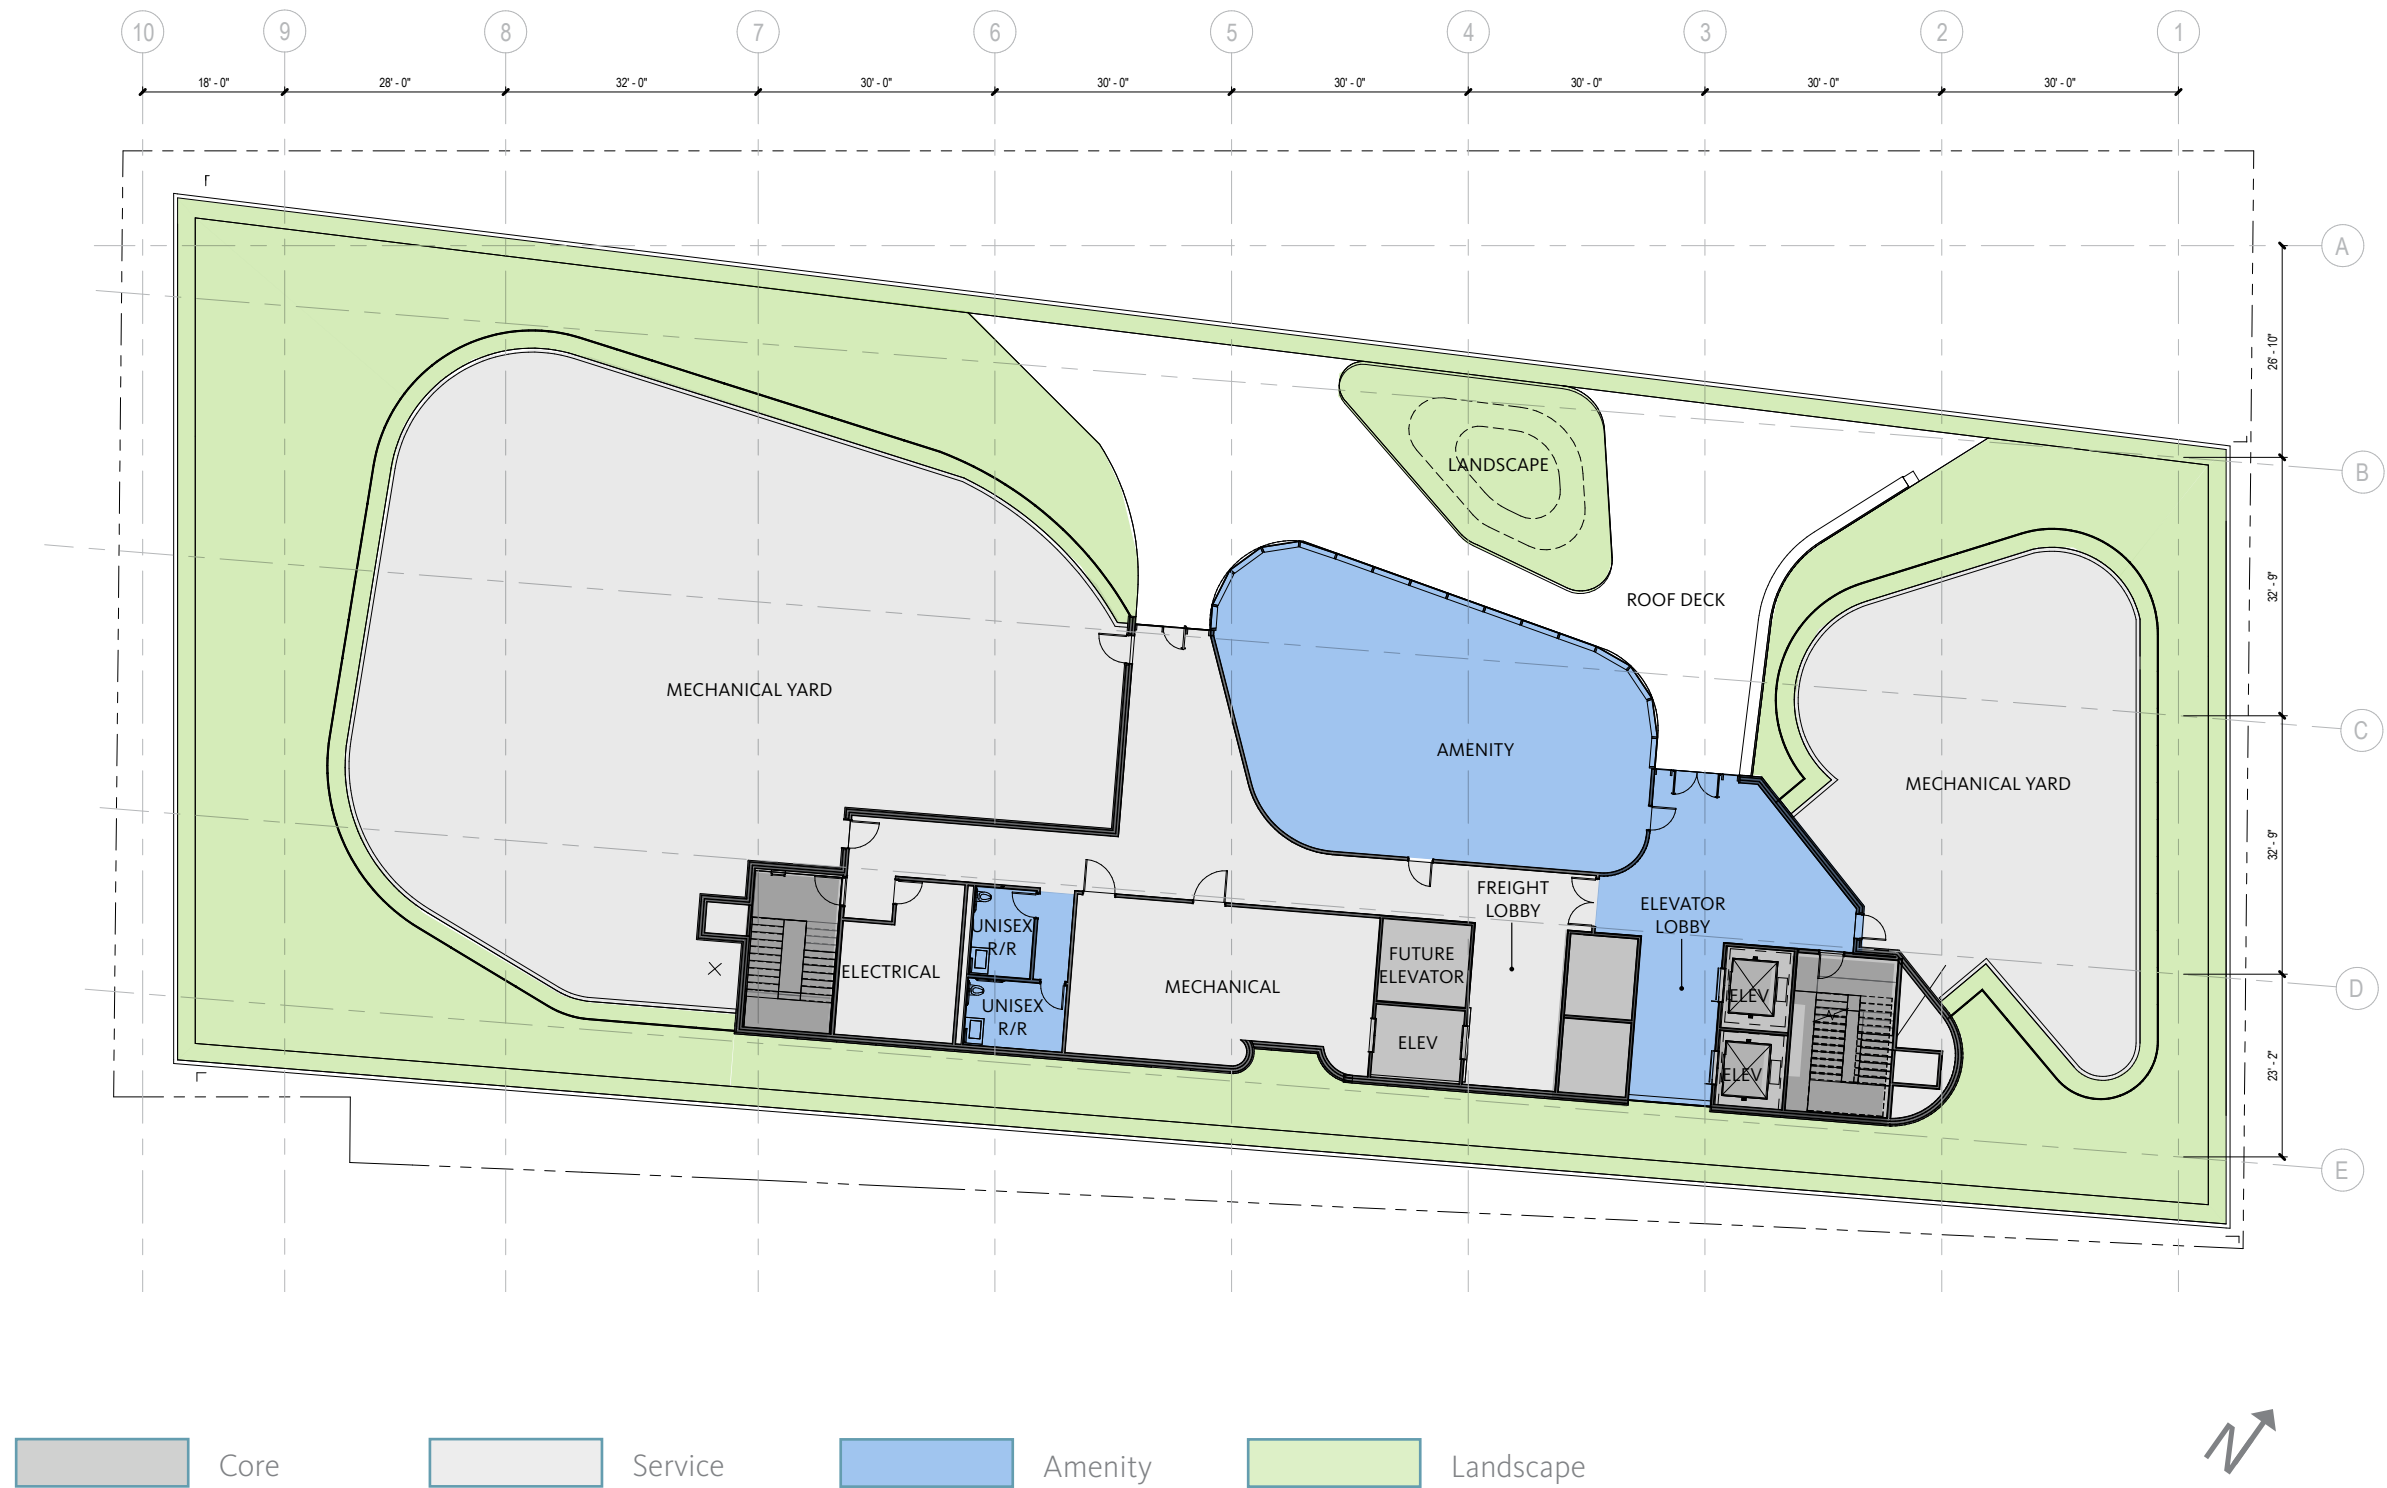 10 9 8 7 6 5 4 3 2 1
18' - 0" 28' - 0" 32' - 0" 30' - 0" 30' - 0" 30' - 0" 30' - 0" 30' - 0" 30' - 0"
A
26' - 10"
B
LANDSCAPE
32' - 9"
ROOF DECK
MECHANICAL YARD
C
AMENITY
MECHANICAL YARD
32' - 9"
FREIGHT
LOBBY
ELEVATOR
LOBBY
UNISEX
R/R
FUTURE
ELEVATOR
ELECTRICAL
MECHANICAL
ELEV
D
UNISEX
R/R
ELEV
ELEV
23' - 2"
E
Core
Service
Amenity
Landscape
N